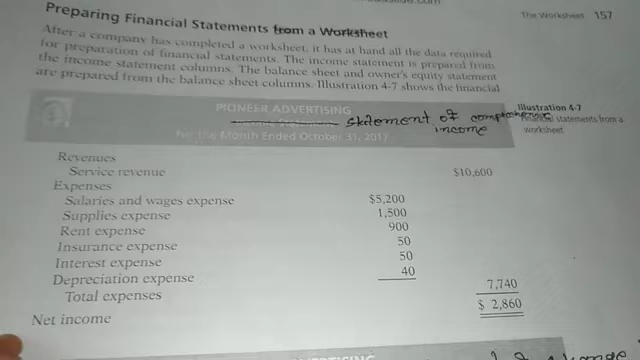 The Worksheet 157
Preparing Financial Statements from a Worksheet
After a company has completed a worksheet, it has at hand all the data required
for preparation of financial statements. The income statement is prepared from
the income statement columns. The balance sheet and owner's equity statement
are prepared from the balance sheet columns. Illustration 4-7 shows the financial
PIONEER ADVERTISING
Statement of comprehensive
income
For the Month Ended October 31, 2017
Illustration 4-7
Financial statements from a
worksheet
Revenues
Service revenue $10,600
Expenses
Salaries and wages expense $5,200
Supplies expense 1,500
Rent expense 900
Insurance expense 50
Interest expense 50
Depreciation expense 40
Total expenses 7,740
Net income $ 2,860